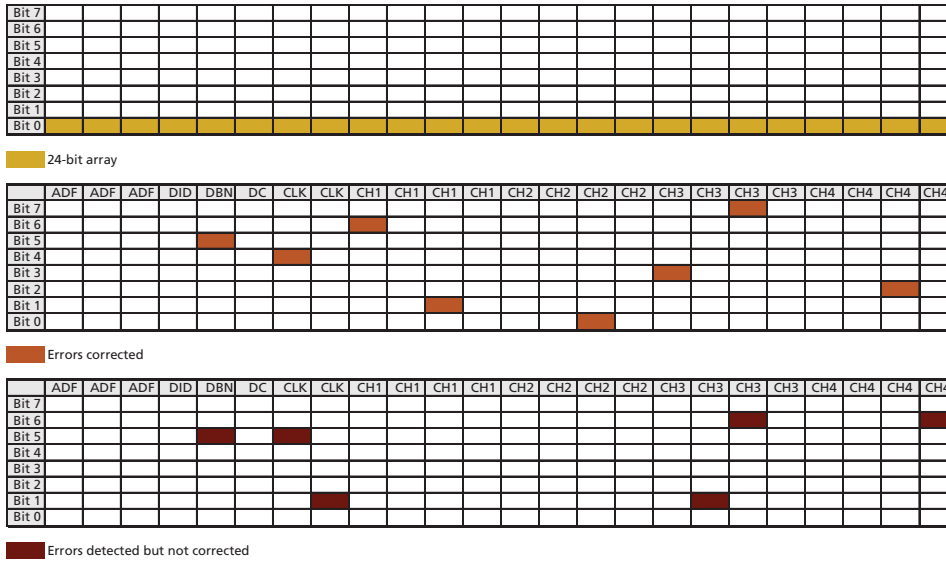 Bit 7
Bit 6
Bit 5
Bit 4
Bit 3
Bit 2
Bit 1
Bit 0
24-bit array
ADF ADF ADF DID DBN DC CLK CLK CH1 CH1 CH1 CH1 CH2 CH2 CH2 CH2 CH3 CH3 CH3 CH3 CH4 CH4 CH4 CH4
Bit 7
Bit 6
Bit 5
Bit 4
Bit 3
Bit 2
Bit 1
Bit 0
Errors corrected
ADF ADF ADF DID DBN DC CLK CLK CH1 CH1 CH1 CH1 CH2 CH2 CH2 CH2 CH3 CH3 CH3 CH3 CH4 CH4 CH4 CH4
Bit 7
Bit 6
Bit 5
Bit 4
Bit 3
Bit 2
Bit 1
Bit 0
Errors detected but not corrected